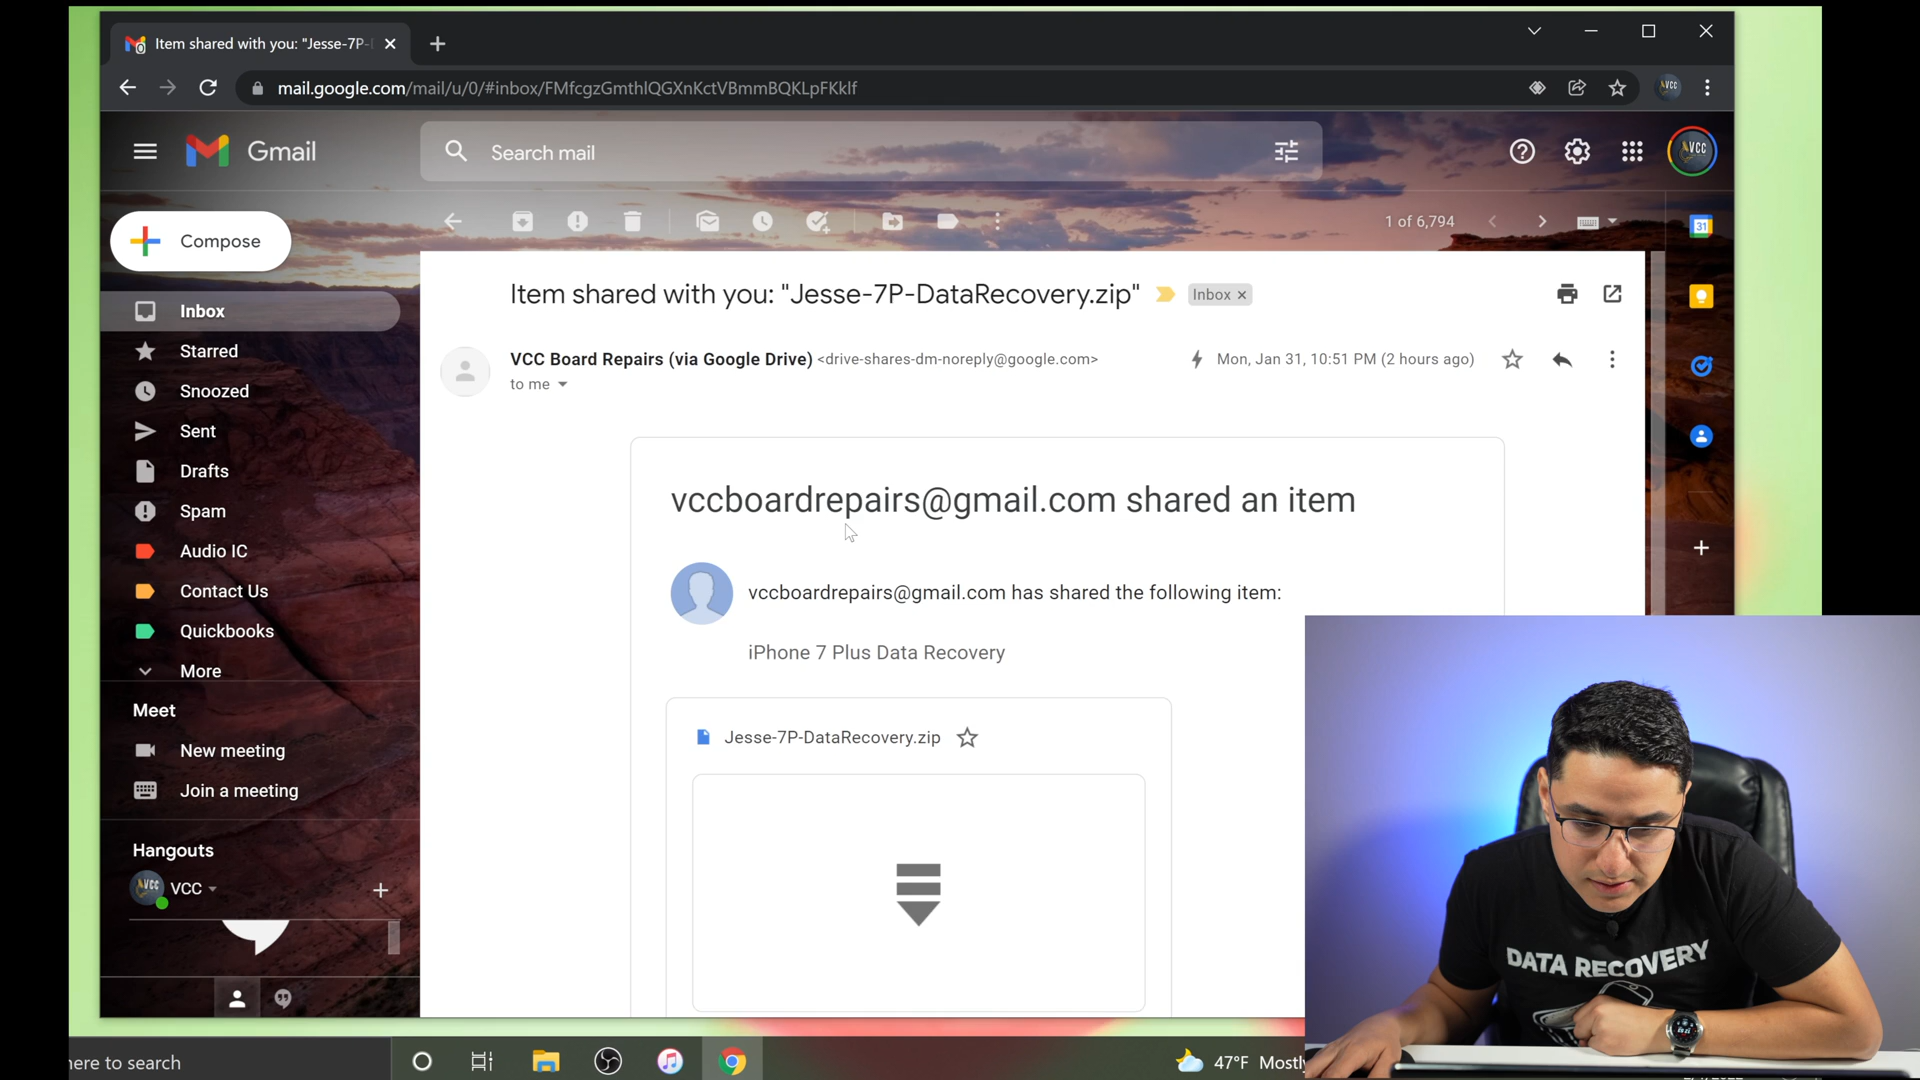 Item shared with you: "Jesse-7P-
mail.google.com/mail/u/0/#inbox/FMfcgzGmthlQGXnKctVBmmBQKLpFKklf
VCC
Gmail
Search mail
VCC
Compose
1 of 6,794
31
Inbox
Starred
Snoozed
Sent
Drafts
Spam
Audio IC
Contact Us
Quickbooks
More
Meet
New meeting
Join a meeting
Hangouts
VCC
Item shared with you: "Jesse-7P-DataRecovery.zip"
Inbox
VCC Board Repairs (via Google Drive) <drive-shares-dm-noreply@google.com>
Mon, Jan 31, 10:51 PM (2 hours ago)
to me
vccboardrepairs@gmail.com shared an item
vccboardrepairs@gmail.com has shared the following item:
iPhone 7 Plus Data Recovery
Jesse-7P-DataRecovery.zip
DATA RECOVERY
here to search
47°F Mostly